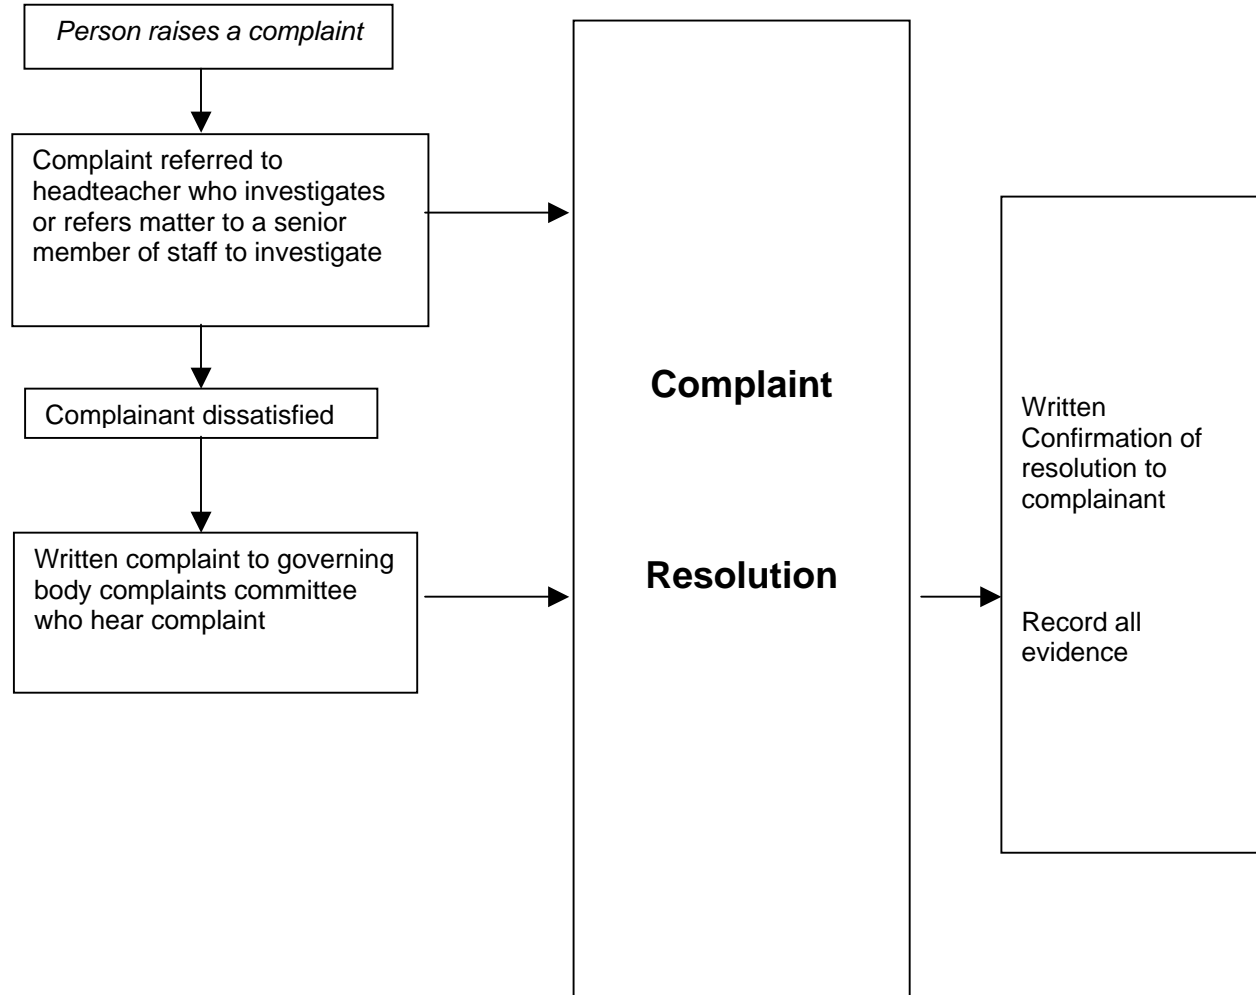 Person raises a complaint
Complaint referred to
headteacher who investigates
or refers matter to a senior
member of staff to investigate
Complainant dissatisfied
Written complaint to governing
body complaints committee
who hear complaint
Complaint
Resolution
Written
Confirmation of
resolution to
complainant
Record all
evidence